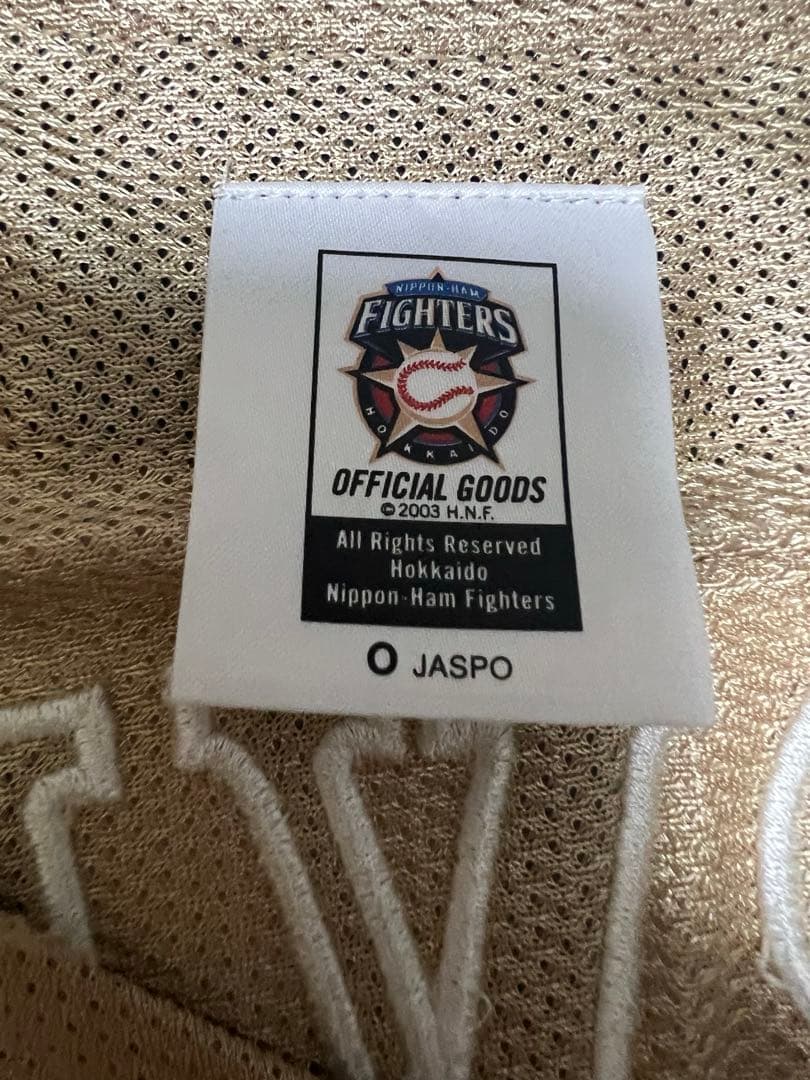 NIPPON-HAM
FIGHTERS
HOKKAIDO
OFFICIAL GOODS
©2003 H.N.F.
All Rights Reserved
Hokkaido
Nippon-Ham Fighters
O JASPO